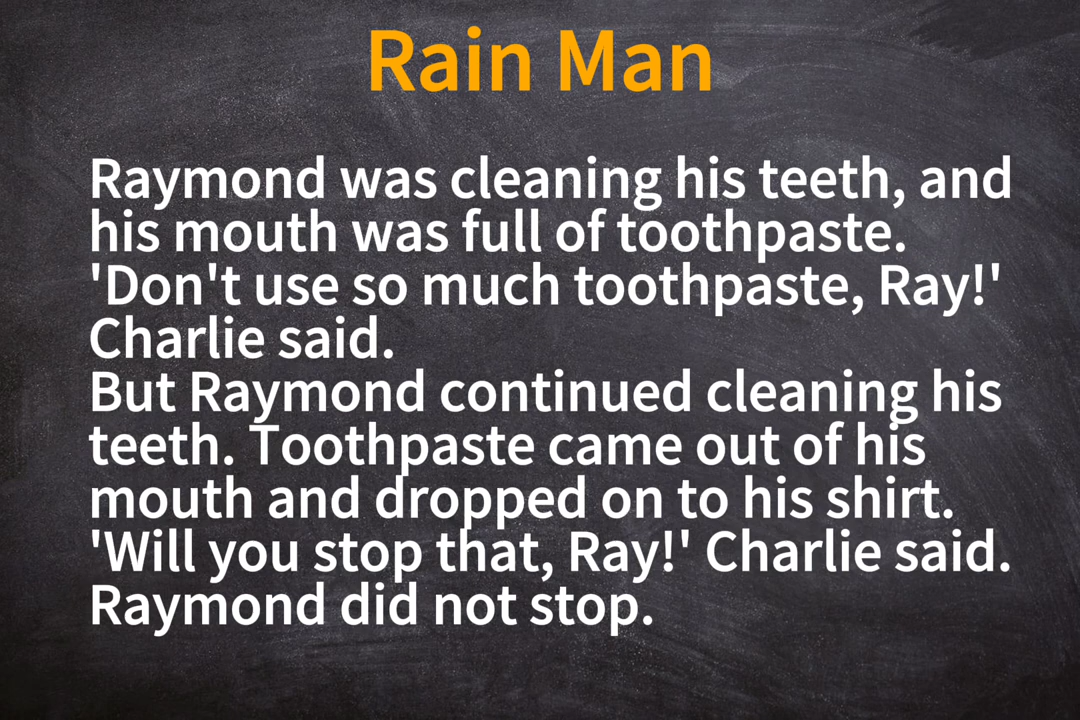 Rain Man
Raymond was cleaning his teeth, and
his mouth was full of toothpaste.
'Don't use so much toothpaste, Ray!'
Charlie said.
But Raymond continued cleaning his
teeth. Toothpaste came out of his
mouth and dropped on to his shirt.
'Will you stop that, Ray!' Charlie said.
Raymond did not stop.